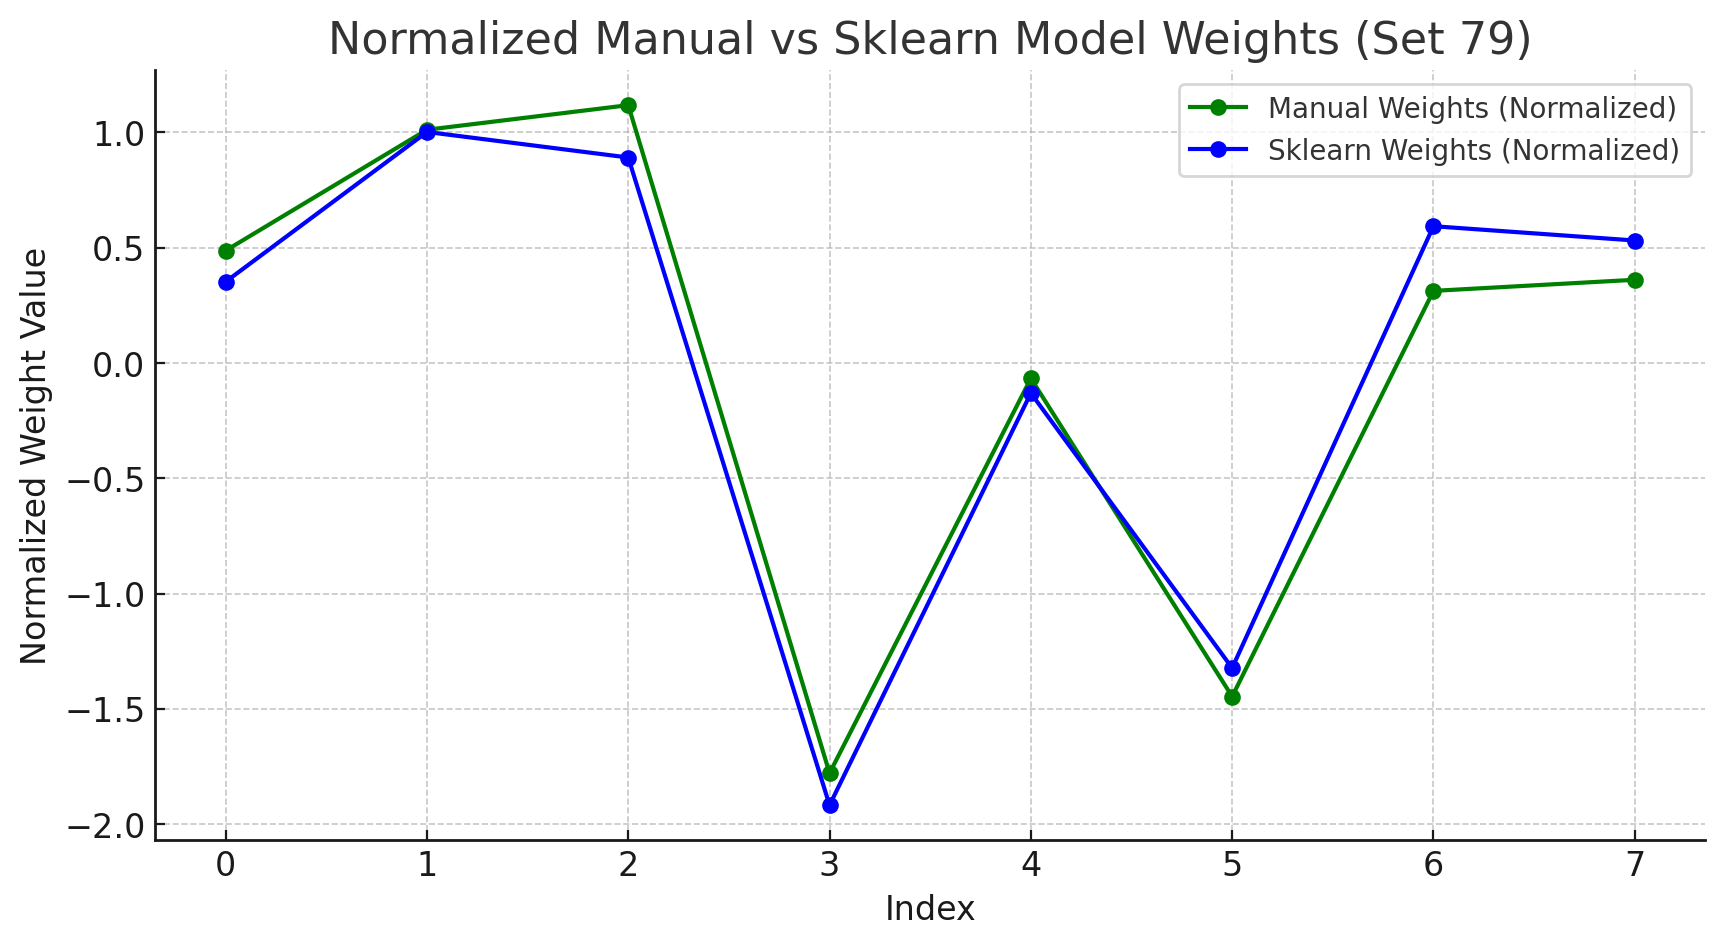 Normalized Manual vs Sklearn Model Weights (Set 79)
Manual Weights (Normalized)
Sklearn Weights (Normalized)
Normalized Weight Value
1.0
0.5
0.0
−0.5
−1.0
−1.5
−2.0
0 1 2 3 4 5 6 7
Index